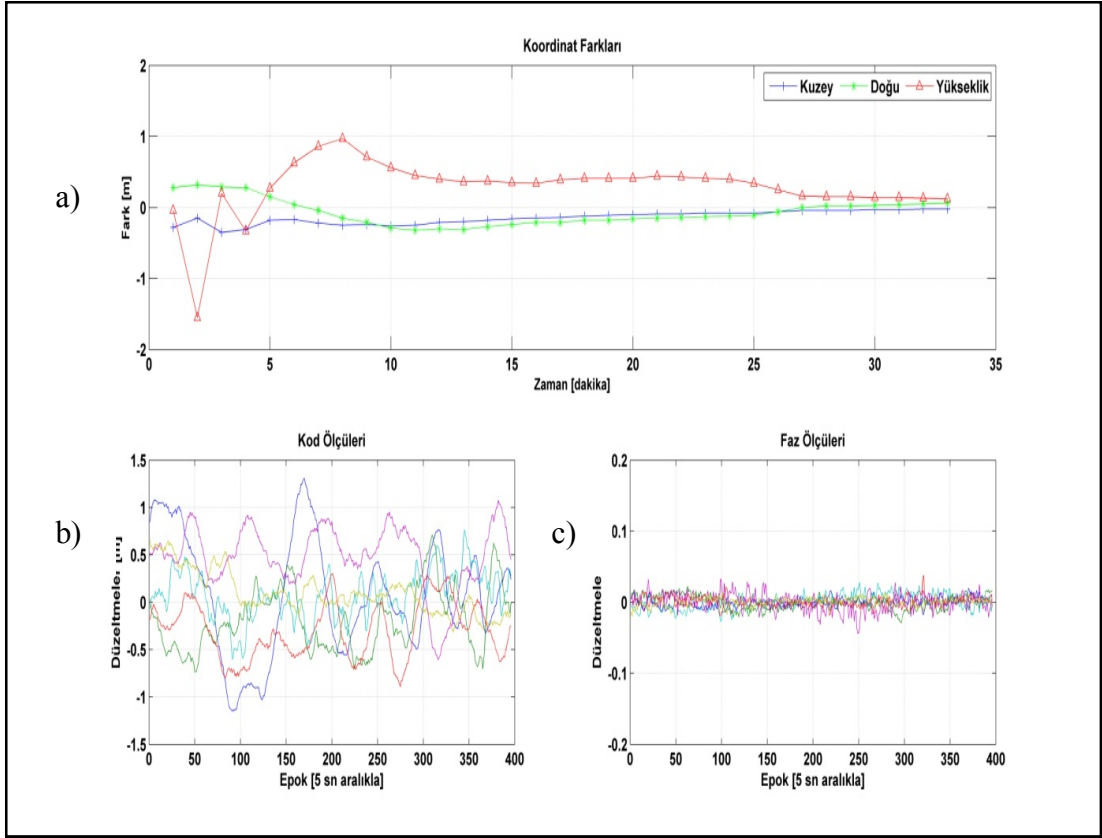 Koordinat Farkları
2
1
0
-1
-2
Fark [m]
Kuzey Doğu Yükseklik
0 5 10 15 20 25 30 35
Zaman [dakika]
a)
Kod Ölçüleri
1.5
1
0.5
0
-0.5
-1
-1.5
b)
0 50 100 150 200 250 300 350 400
Epok [5 sn aralıkla]
Faz Ölçüleri
0.2
0.1
0
-0.1
-0.2
c)
Düzeltmele
0 50 100 150 200 250 300 350 400
Epok [5 sn aralıkla]